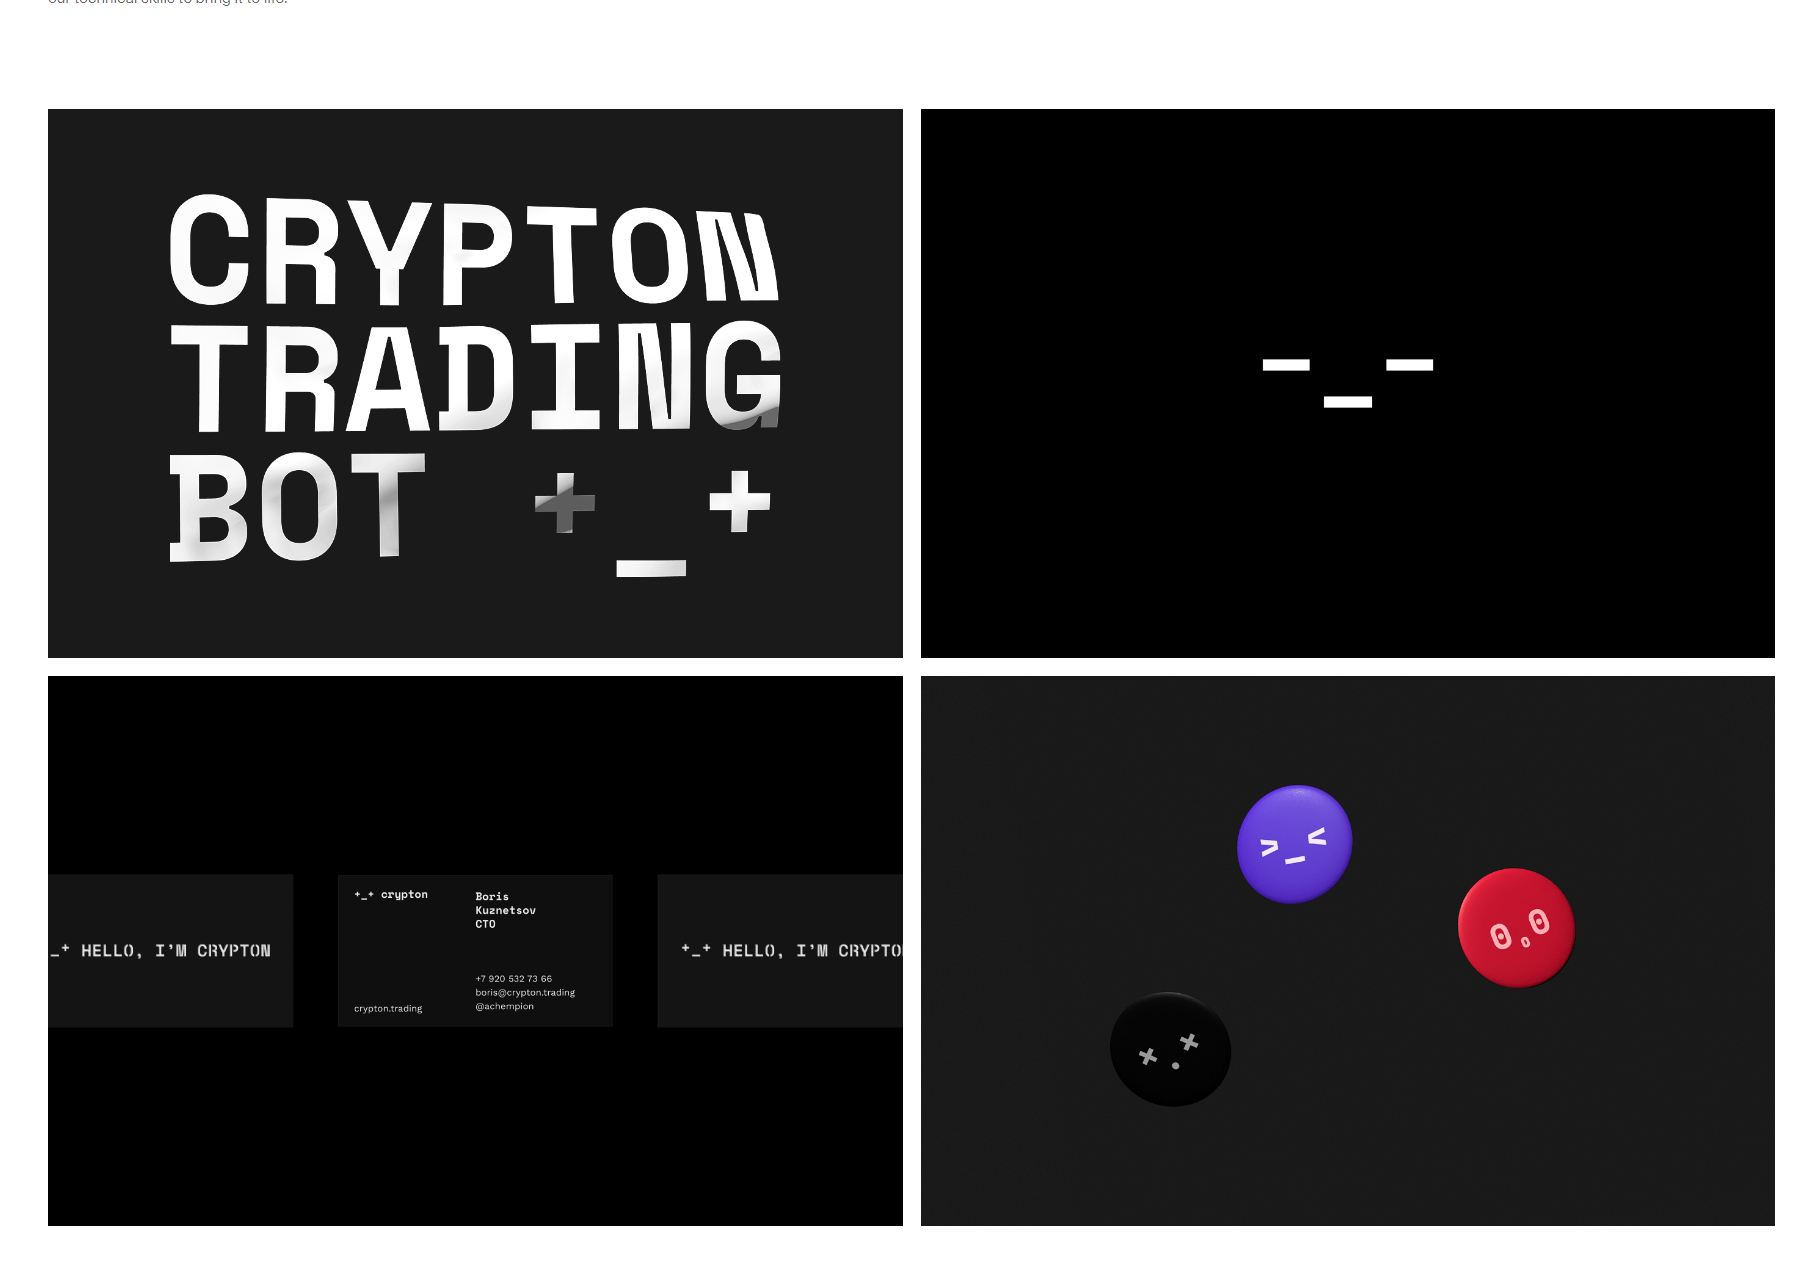 our technical skills to bring it to life.
CRYPTON
TRADING
BOT +_+
-_-
_+ HELLO, I'M CRYPTON
+_+ crypton
Boris
Kuznetsov
CTO
+7 920 532 73 66
boris@crypton.trading
@achempion
crypton.trading
+_+ HELLO, I'M CRYPTO
>_<
0,0
+.+